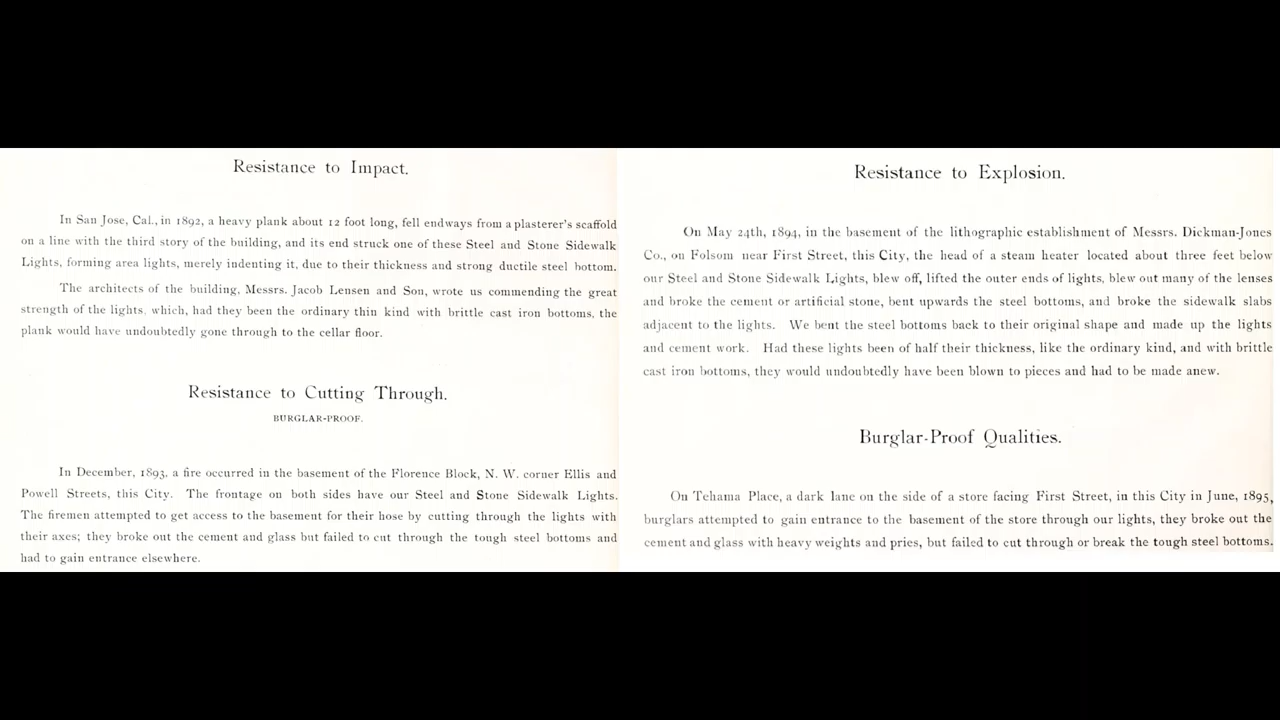 Resistance to Impact.
In San Jose, Cal., in 1892, a heavy plank about 12 foot long, fell endways from a plasterer's scaffold
on a line with the third story of the building, and its end struck one of these Steel and Stone Sidewalk
Lights, forming area lights, merely indenting it, due to their thickness and strong ductile steel bottom.
The architects of the building, Messrs. Jacob Lensen and Son, wrote us commending the great
strength of the lights, which, had they been the ordinary thin kind with brittle cast iron bottoms, the
plank would have undoubtedly gone through to the cellar floor.
Resistance to Cutting Through.
BURGLAR-PROOF.
In December, 1893, a fire occurred in the basement of the Florence Block, N. W. corner Ellis and
Powell Streets, this City. The frontage on both sides have our Steel and Stone Sidewalk Lights.
The firemen attempted to get access to the basement for their hose by cutting through the lights with
their axes; they broke out the cement and glass but failed to cut through the tough steel bottoms and
had to gain entrance elsewhere.
Resistance to Explosion.
On May 24th, 1894, in the basement of the lithographic establishment of Messrs. Dickman-Jones
Co., on Folsom near First Street, this City, the head of a steam heater located about three feet below
our Steel and Stone Sidewalk Lights, blew off, lifted the outer ends of lights, blew out many of the lenses
and broke the cement or artificial stone, bent upwards the steel bottoms, and broke the sidewalk slabs
adjacent to the lights. We bent the steel bottoms back to their original shape and made up the lights
and cement work. Had these lights been of half their thickness, like the ordinary kind, and with brittle
cast iron bottoms, they would undoubtedly have been blown to pieces and had to be made anew.
Burglar-Proof Qualities.
On Tehama Place, a dark lane on the side of a store facing First Street, in this City in June, 1895,
burglars attempted to gain entrance to the basement of the store through our lights, they broke out the
cement and glass with heavy weights and pries, but failed to cut through or break the tough steel bottoms.